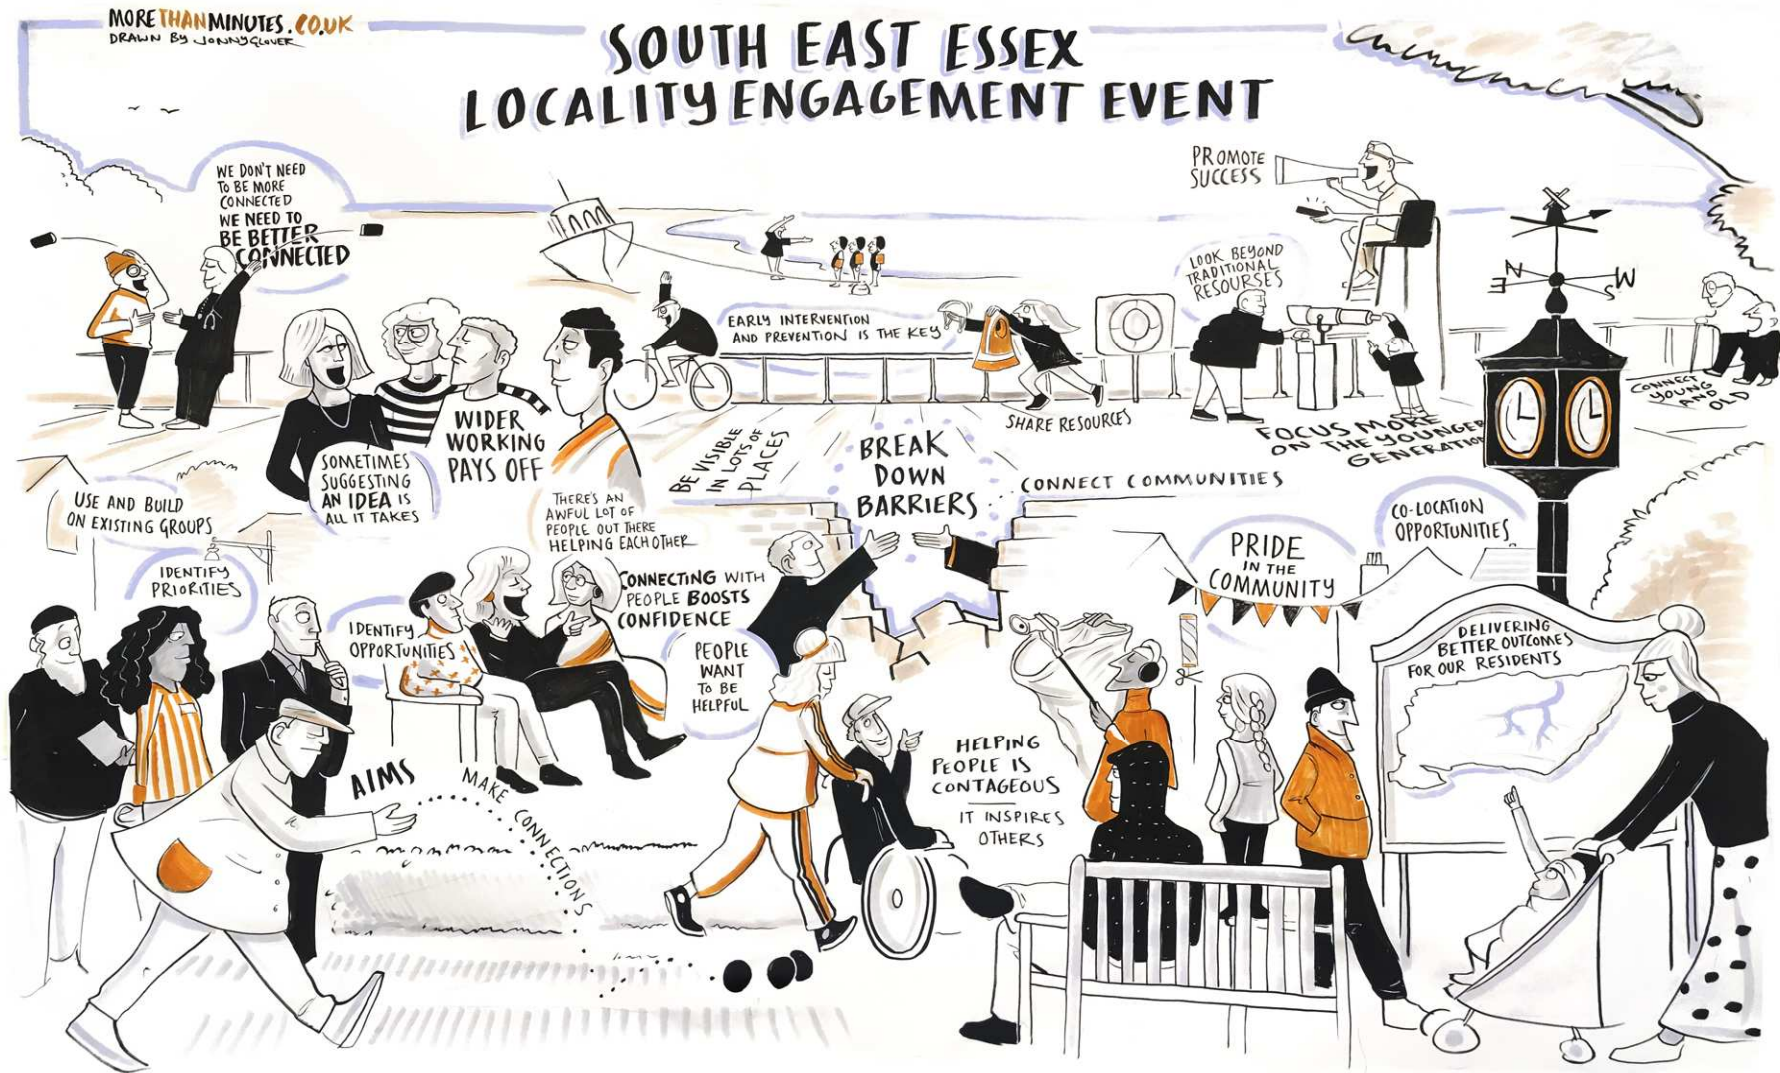 MORETHANMINUTES.CO.UK
DRAWN BY JONNYGLOVER
SOUTH EAST ESSEX
LOCALITY ENGAGEMENT EVENT
WE DON'T NEED
TO BE MORE
CONNECTED
WE NEED TO
BE BETTER
CONNECTED
PROMOTE
SUCCESS
LOOK BEYOND
TRADITIONAL
RESOURSES
N
E
W
S
EARLY INTERVENTION
AND PREVENTION IS THE KEY
SHARE RESOURCES
FOCUS MORE
ON THE YOUNGER
GENERATION
CONNECT
YOUNG
AND
OLD
WIDER
WORKING
PAYS OFF
SOMETIMES
SUGGESTING
AN IDEA IS
ALL IT TAKES
BE VISIBLE
IN LOTS OF
PLACES
BREAK
DOWN
BARRIERS
CONNECT COMMUNITIES
USE AND BUILD
ON EXISTING GROUPS
IDENTIFY
PRIORITIES
THERE'S AN
AWFUL LOT OF
PEOPLE OUT THERE
HELPING EACH OTHER
CO-LOCATION
OPPORTUNITIES
PRIDE
IN THE
COMMUNITY
IDENTIFY
OPPORTUNITIES
CONNECTING WITH
PEOPLE BOOSTS
CONFIDENCE
PEOPLE
WANT
TO BE
HELPFUL
DELIVERING
BETTER OUTCOMES
FOR OUR RESIDENTS
AIMS
MAKE CONNECTIONS
HELPING
PEOPLE IS
CONTAGEOUS
IT INSPIRES
OTHERS